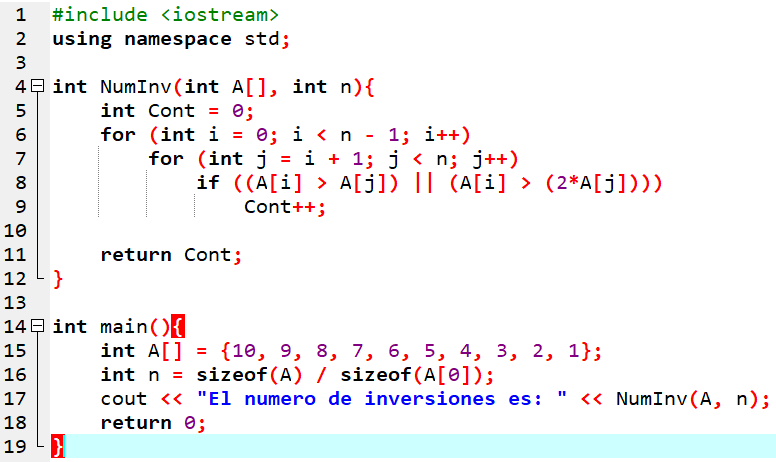 1 #include <iostream>
2 using namespace std;
3
4 int NumInv(int A[], int n){
5     int Cont = 0;
6     for (int i = 0; i < n - 1; i++)
7         for (int j = i + 1; j < n; j++)
8             if ((A[i] > A[j]) || (A[i] > (2*A[j])))
9                 Cont++;
10
11     return Cont;
12 }
13
14 int main(){
15     int A[] = {10, 9, 8, 7, 6, 5, 4, 3, 2, 1};
16     int n = sizeof(A) / sizeof(A[0]);
17     cout << "El numero de inversiones es: " << NumInv(A, n);
18     return 0;
19 }